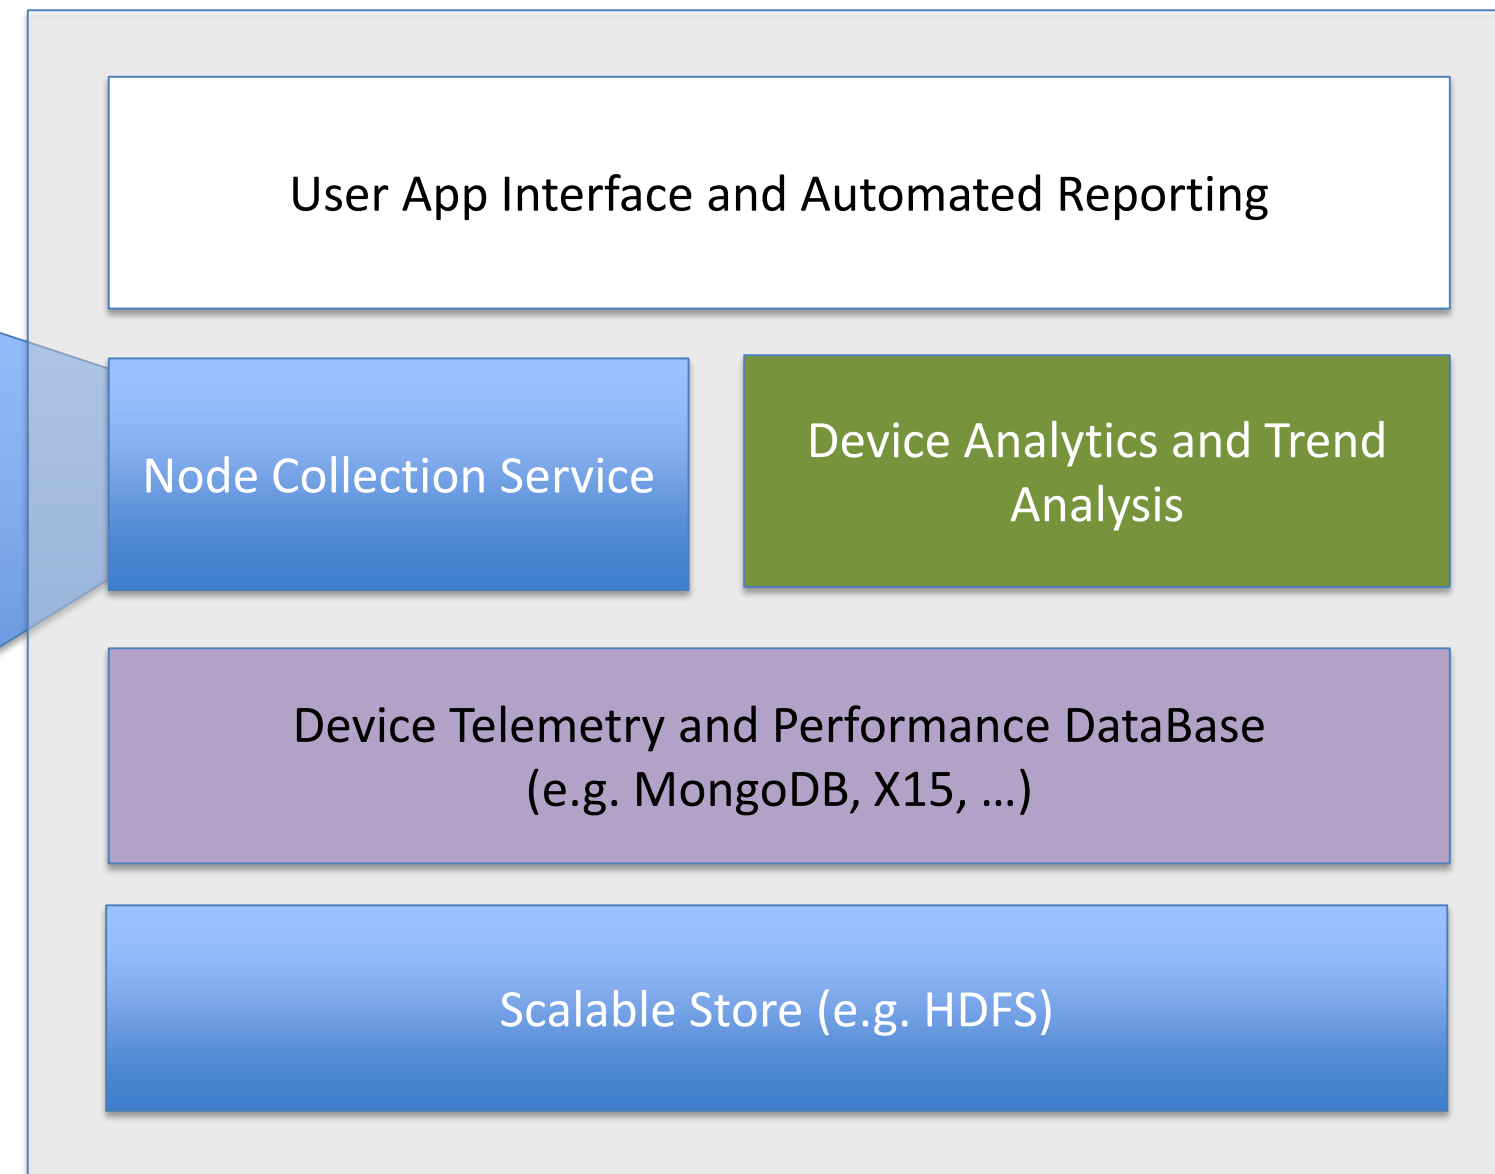 User App Interface and Automated Reporting
Node Collection Service
Device Analytics and Trend
Analysis
Device Telemetry and Performance DataBase
(e.g. MongoDB, X15, …)
Scalable Store (e.g. HDFS)